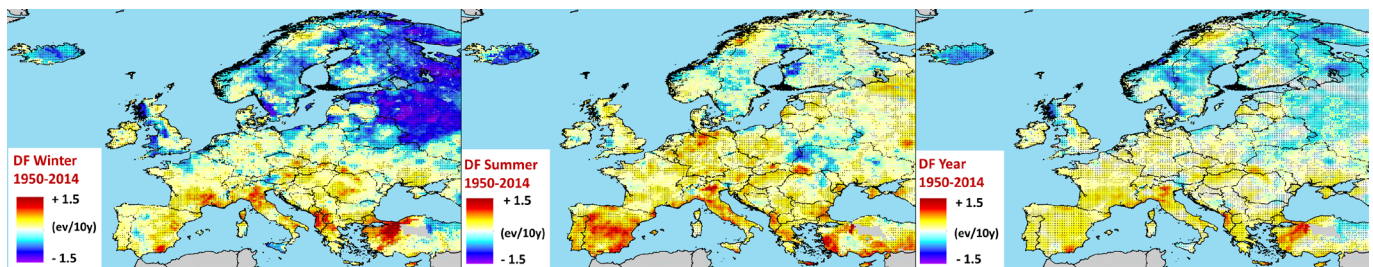 DF Winter
1950-2014
+ 1.5
(ev/10y)
- 1.5
DF Summer
1950-2014
+ 1.5
(ev/10y)
- 1.5
DF Year
1950-2014
+ 1.5
(ev/10y)
- 1.5